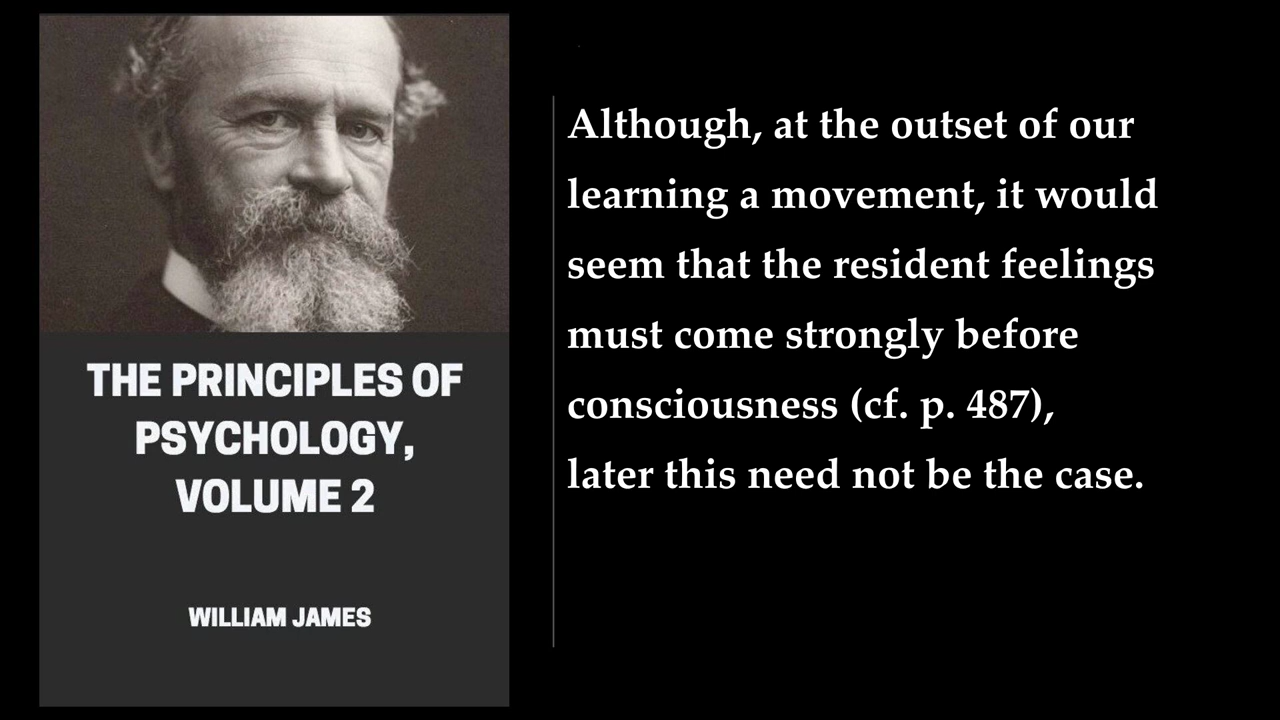 THE PRINCIPLES OF
PSYCHOLOGY,
VOLUME 2
WILLIAM JAMES
Although, at the outset of our
learning a movement, it would
seem that the resident feelings
must come strongly before
consciousness (cf. p. 487),
later this need not be the case.